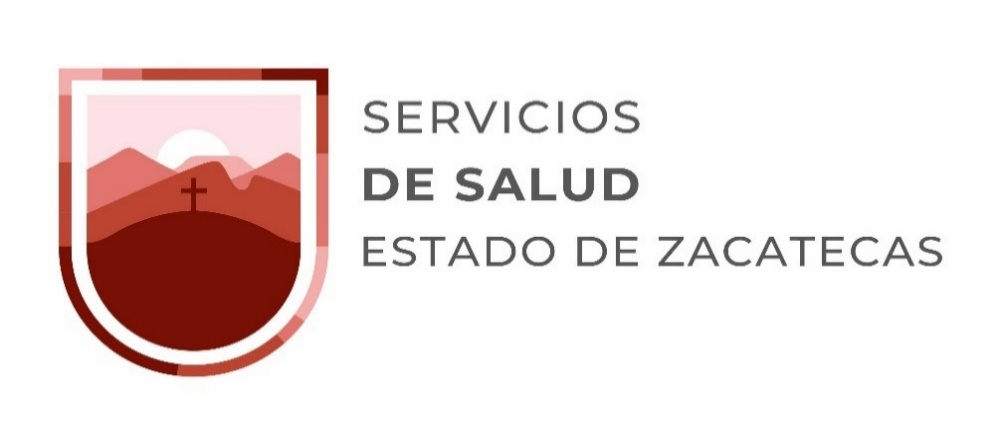 SERVICIOS
DE SALUD
ESTADO DE ZACATECAS